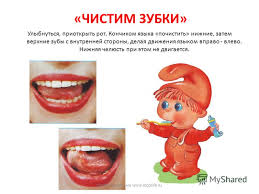 «ЧИСТИМ ЗУБКИ»
Улыбнуться, приоткрыть рот. Кончиком языка «почистить» нижние, затем
верхние зубы с внутренней стороны, делая движения языком вправо - влево.
Нижняя челюсть при этом не двигается.
MyShared